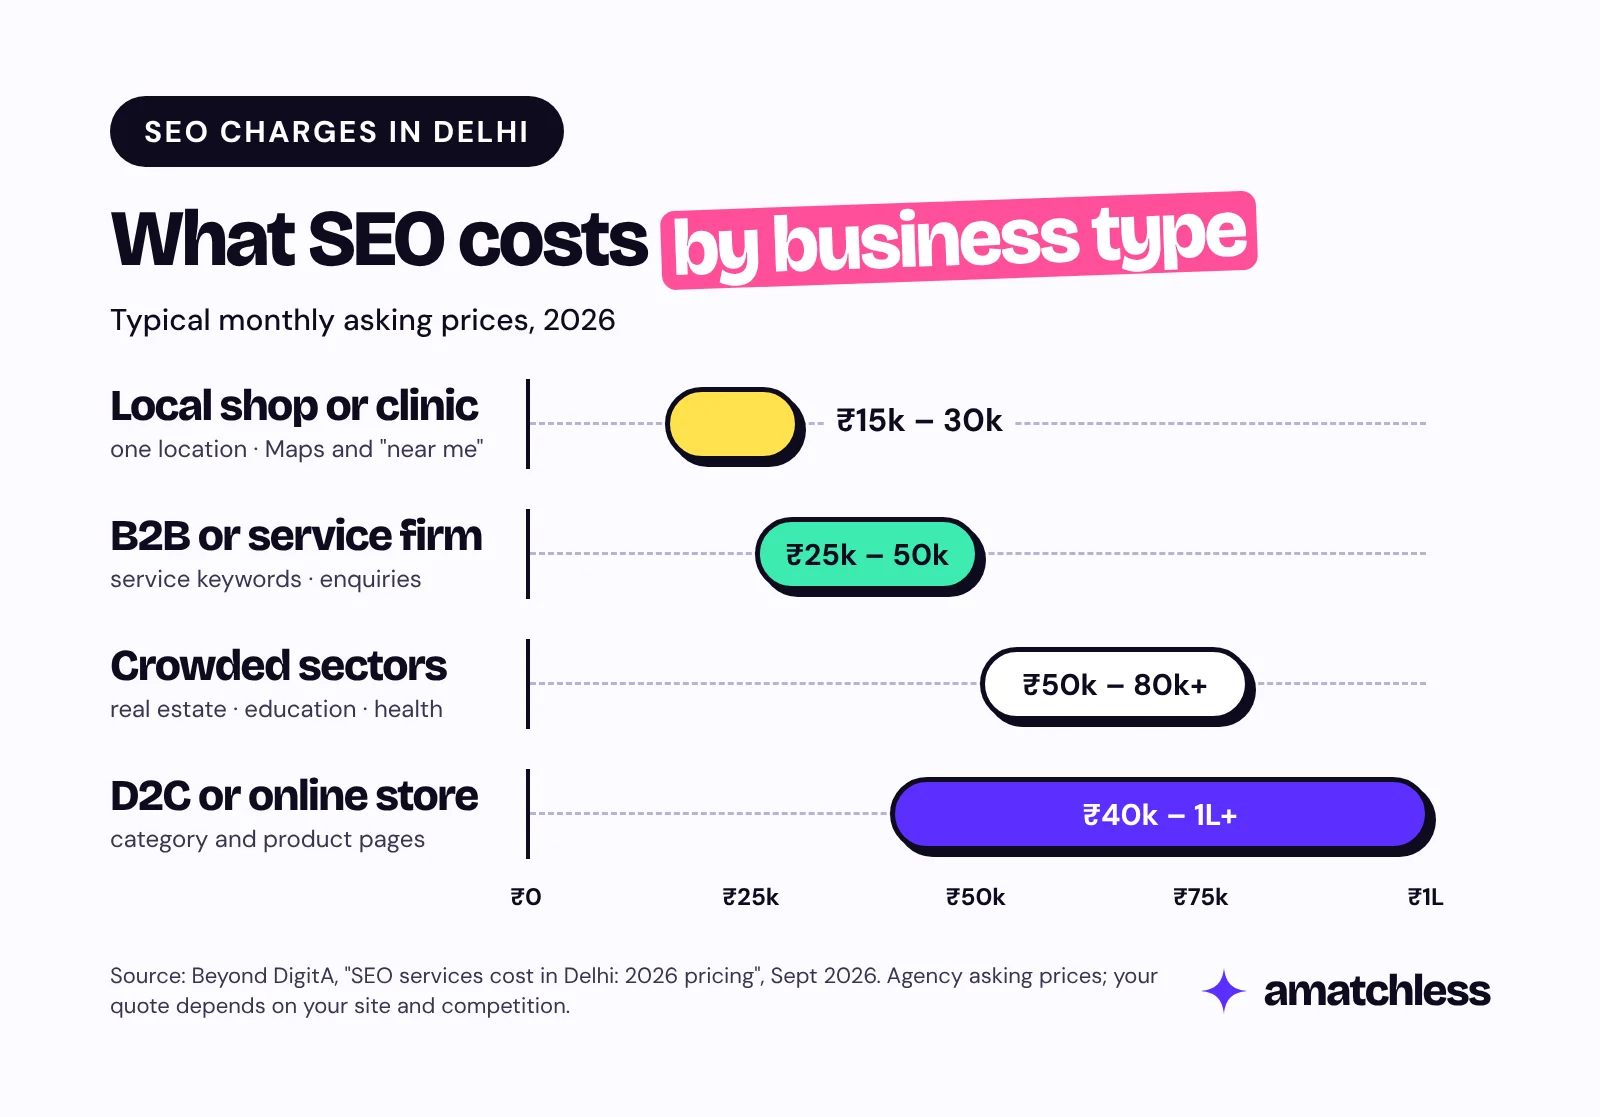 SEO CHARGES IN DELHI
What SEO costs by business type
Typical monthly asking prices, 2026
Local shop or clinic
one location · Maps and "near me"
₹15k – 30k
B2B or service firm
service keywords · enquiries
₹25k – 50k
Crowded sectors
real estate · education · health
₹50k – 80k+
D2C or online store
category and product pages
₹40k – 1L+
₹0 ₹25k ₹50k ₹75k ₹1L
Source: Beyond DigitA, "SEO services cost in Delhi: 2026 pricing", Sept 2026. Agency asking prices; your
quote depends on your site and competition.
amatchless